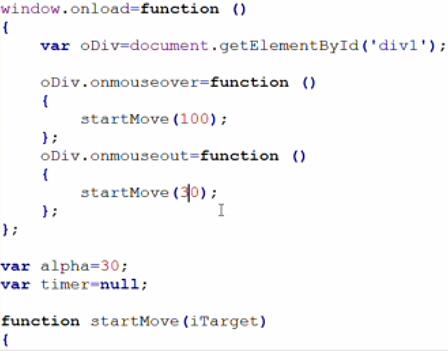 window.onload=function ()
{
    var oDiv=document.getElementById('div1');

    oDiv.onmouseover=function ()
    {
        startMove(100);
    };
    oDiv.onmouseout=function ()
    {
        startMove(30);
    };
};

var alpha=30;
var timer=null;

function startMove(iTarget)
{